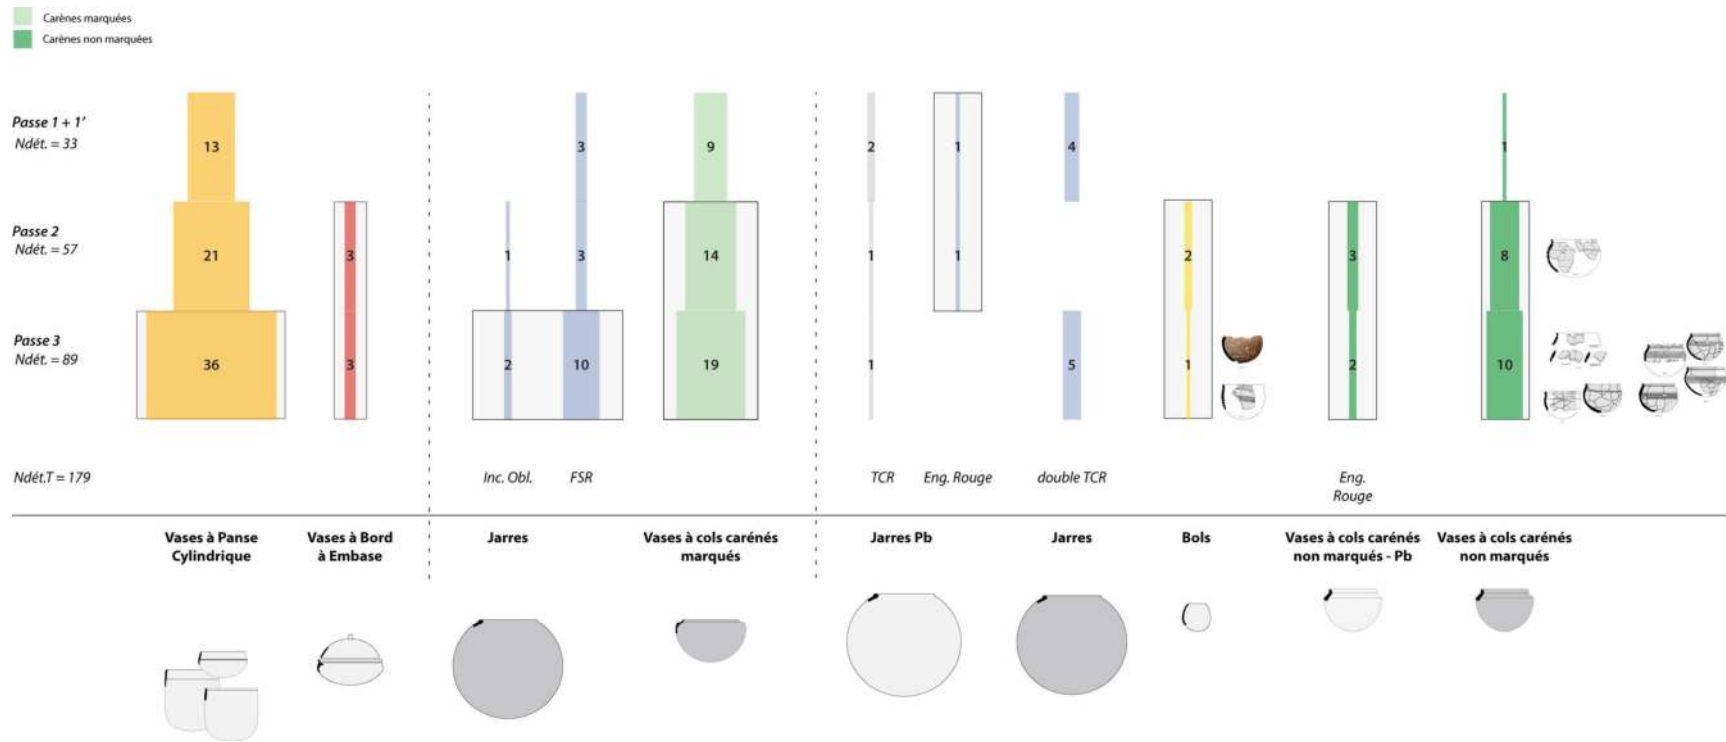 Carènes marquées
Carènes non marquées
Passe 1 + 1’
Ndét. = 33
13
3
9
2
1
4
1
Passe 2
Ndét. = 57
21
3
1
3
14
1
1
2
3
8
Passe 3
Ndét. = 89
36
3
2
10
19
1
5
1
2
10
Ndét.T = 179
Inc. Obl.
FSR
TCR
Eng. Rouge
double TCR
Eng.
Rouge
Vases à Panse
Cylindrique
Vases à Bord
à Embase
Jarres
Vases à cols carénés
marqués
Jarres Pb
Jarres
Bols
Vases à cols carénés
non marqués - Pb
Vases à cols carénés
non marqués